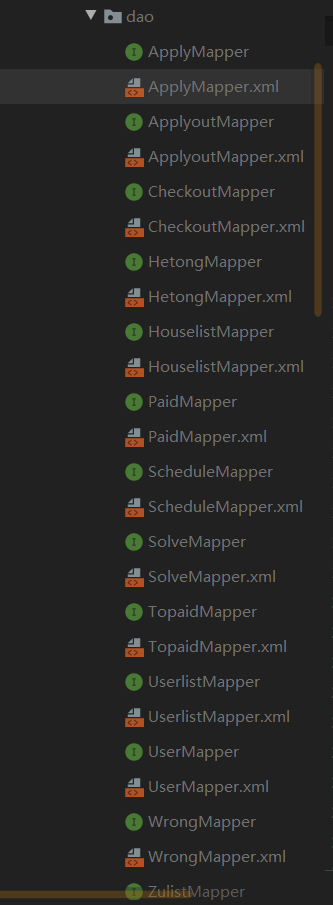 dao
ApplyMapper
ApplyMapper.xml
ApplyoutMapper
ApplyoutMapper.xml
CheckoutMapper
CheckoutMapper.xml
HetongMapper
HetongMapper.xml
HouselistMapper
HouselistMapper.xml
PaidMapper
PaidMapper.xml
ScheduleMapper
ScheduleMapper.xml
SolveMapper
SolveMapper.xml
TopaidMapper
TopaidMapper.xml
UserlistMapper
UserlistMapper.xml
UserMapper
UserMapper.xml
WrongMapper
WrongMapper.xml
ZulistMapper